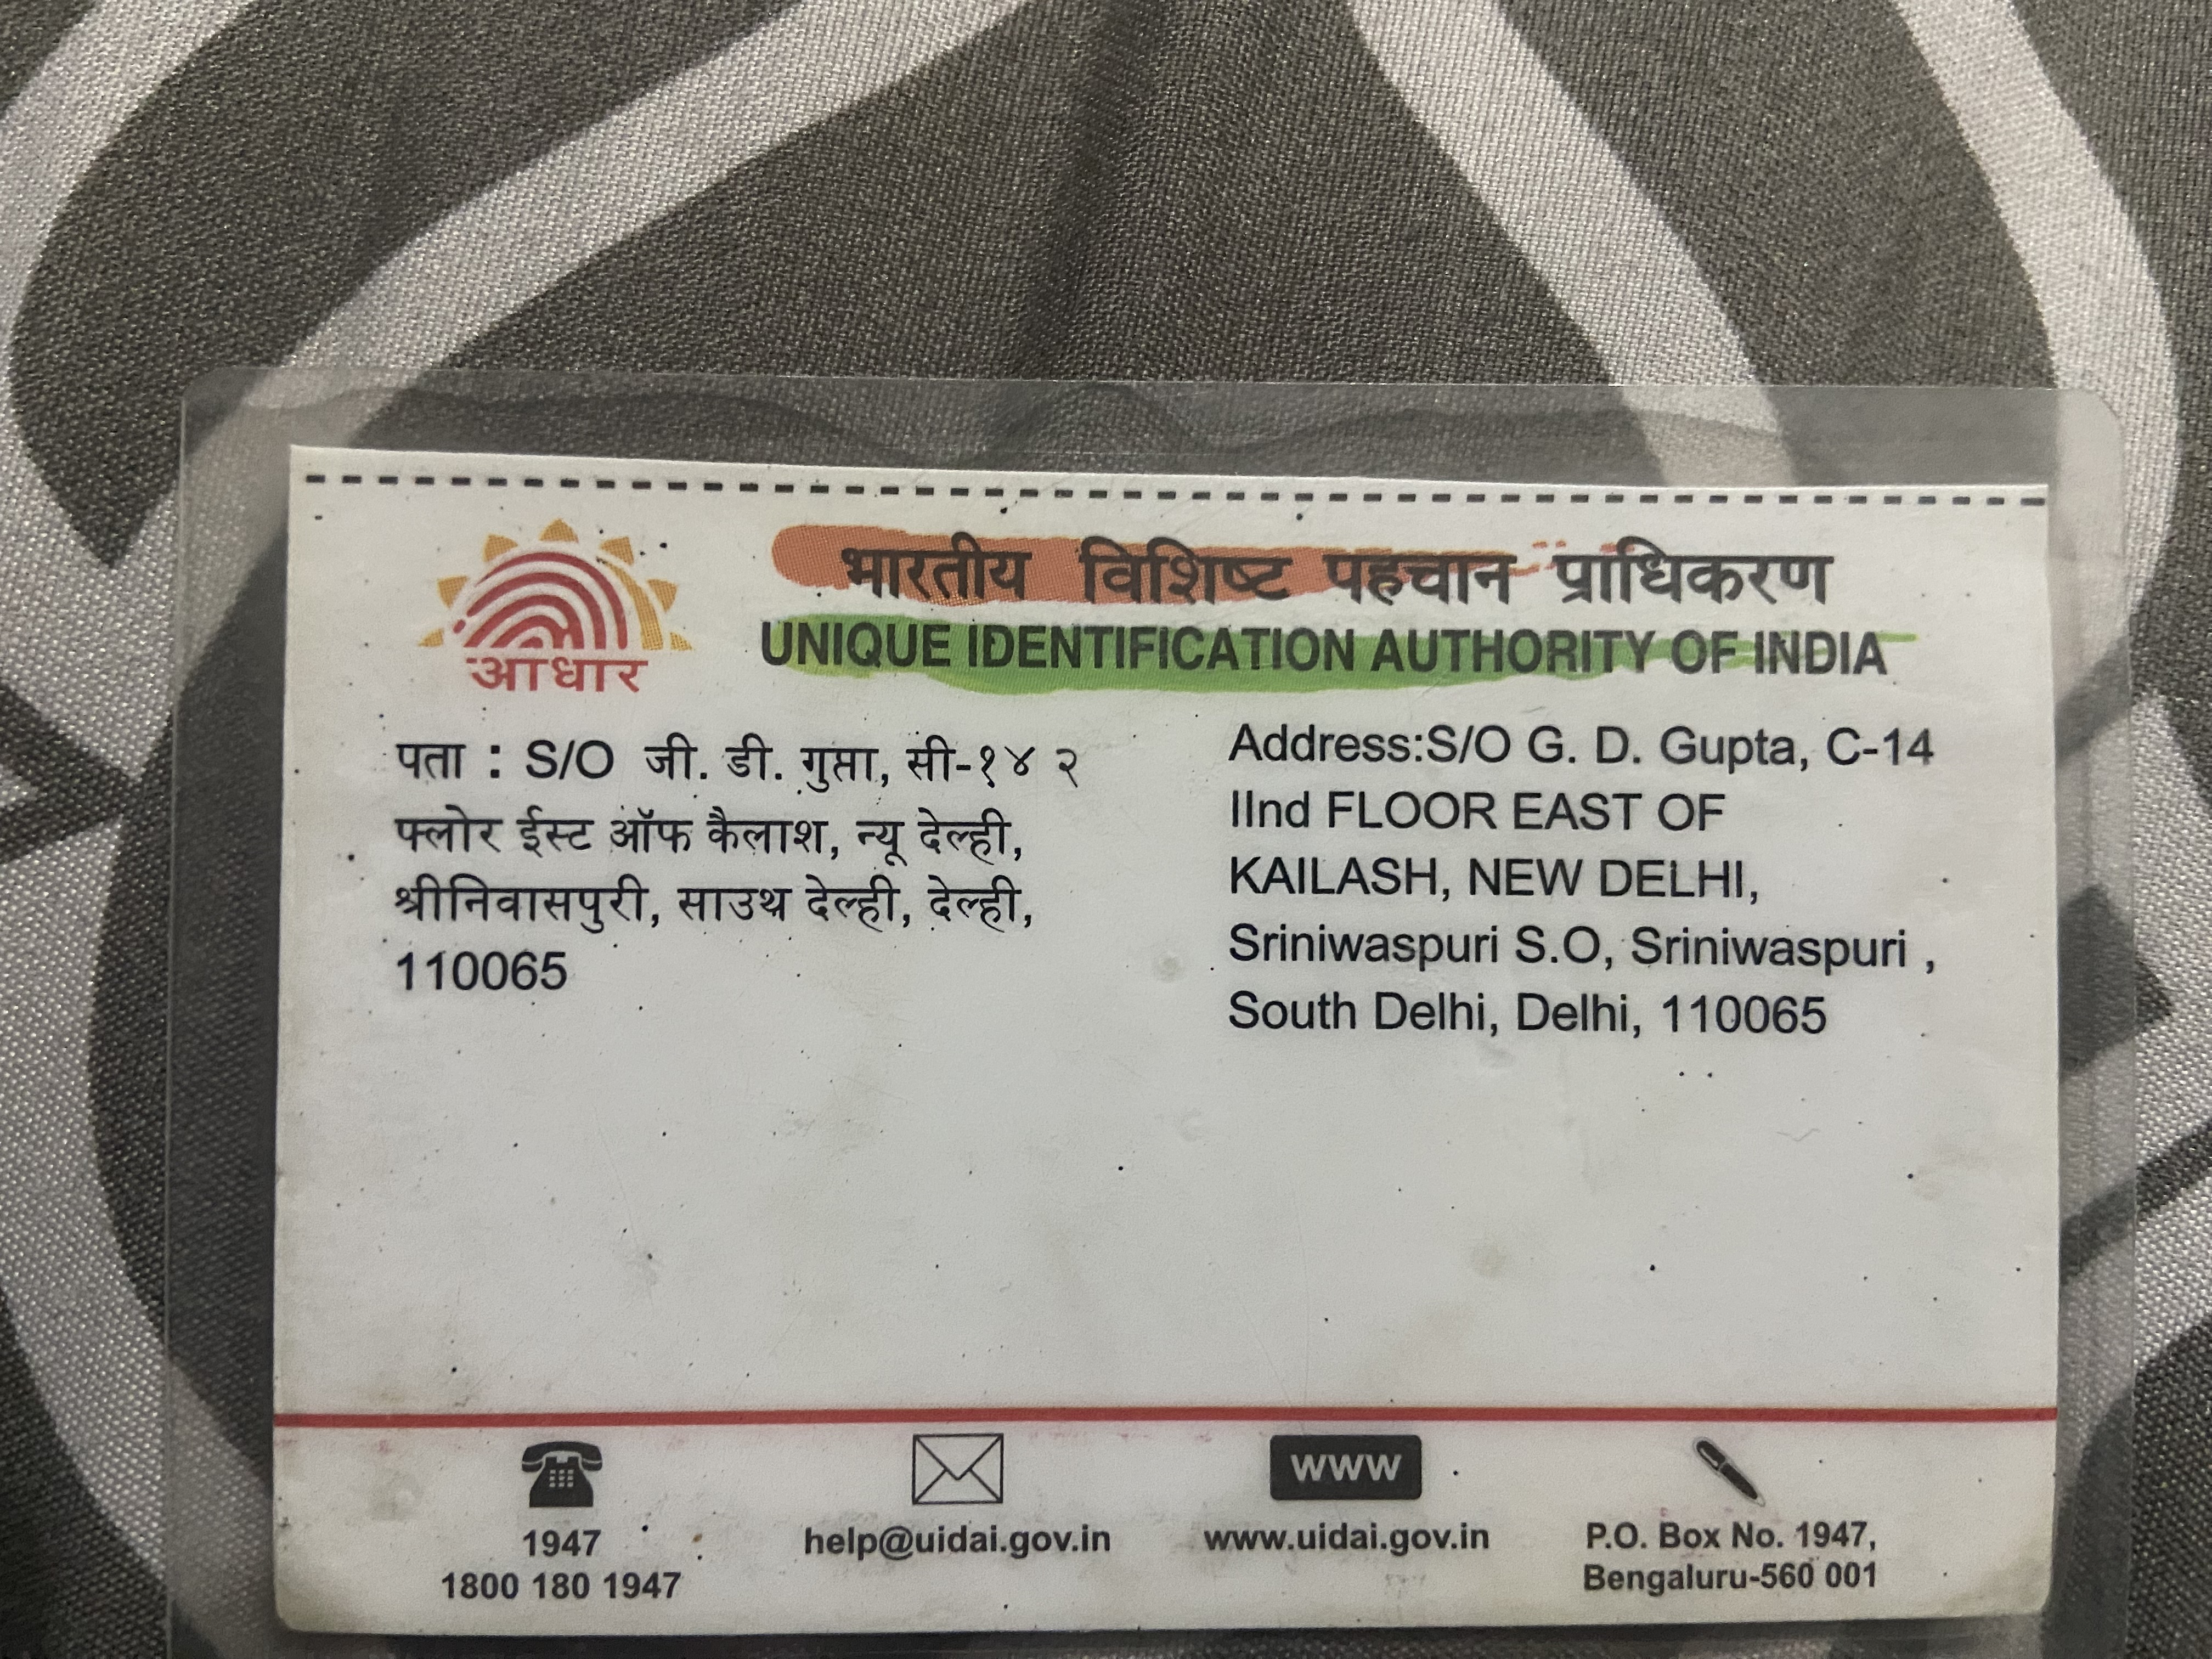 आधार
भारतीय विशिष्ट पहचान प्राधिकरण
UNIQUE IDENTIFICATION AUTHORITY OF INDIA
पता : S/O जी. डी. गुप्ता, सी-१४ २
फ्लोर ईस्ट ऑफ कैलाश, न्यू देल्ही,
श्रीनिवासपुरी, साउथ देल्ही, देल्ही,
110065
Address:S/O G. D. Gupta, C-14
IInd FLOOR EAST OF
KAILASH, NEW DELHI,
Sriniwaspuri S.O, Sriniwaspuri ,
South Delhi, Delhi, 110065
1947
1800 180 1947
help@uidai.gov.in
WWW
www.uidai.gov.in
P.O. Box No. 1947,
Bengaluru-560 001